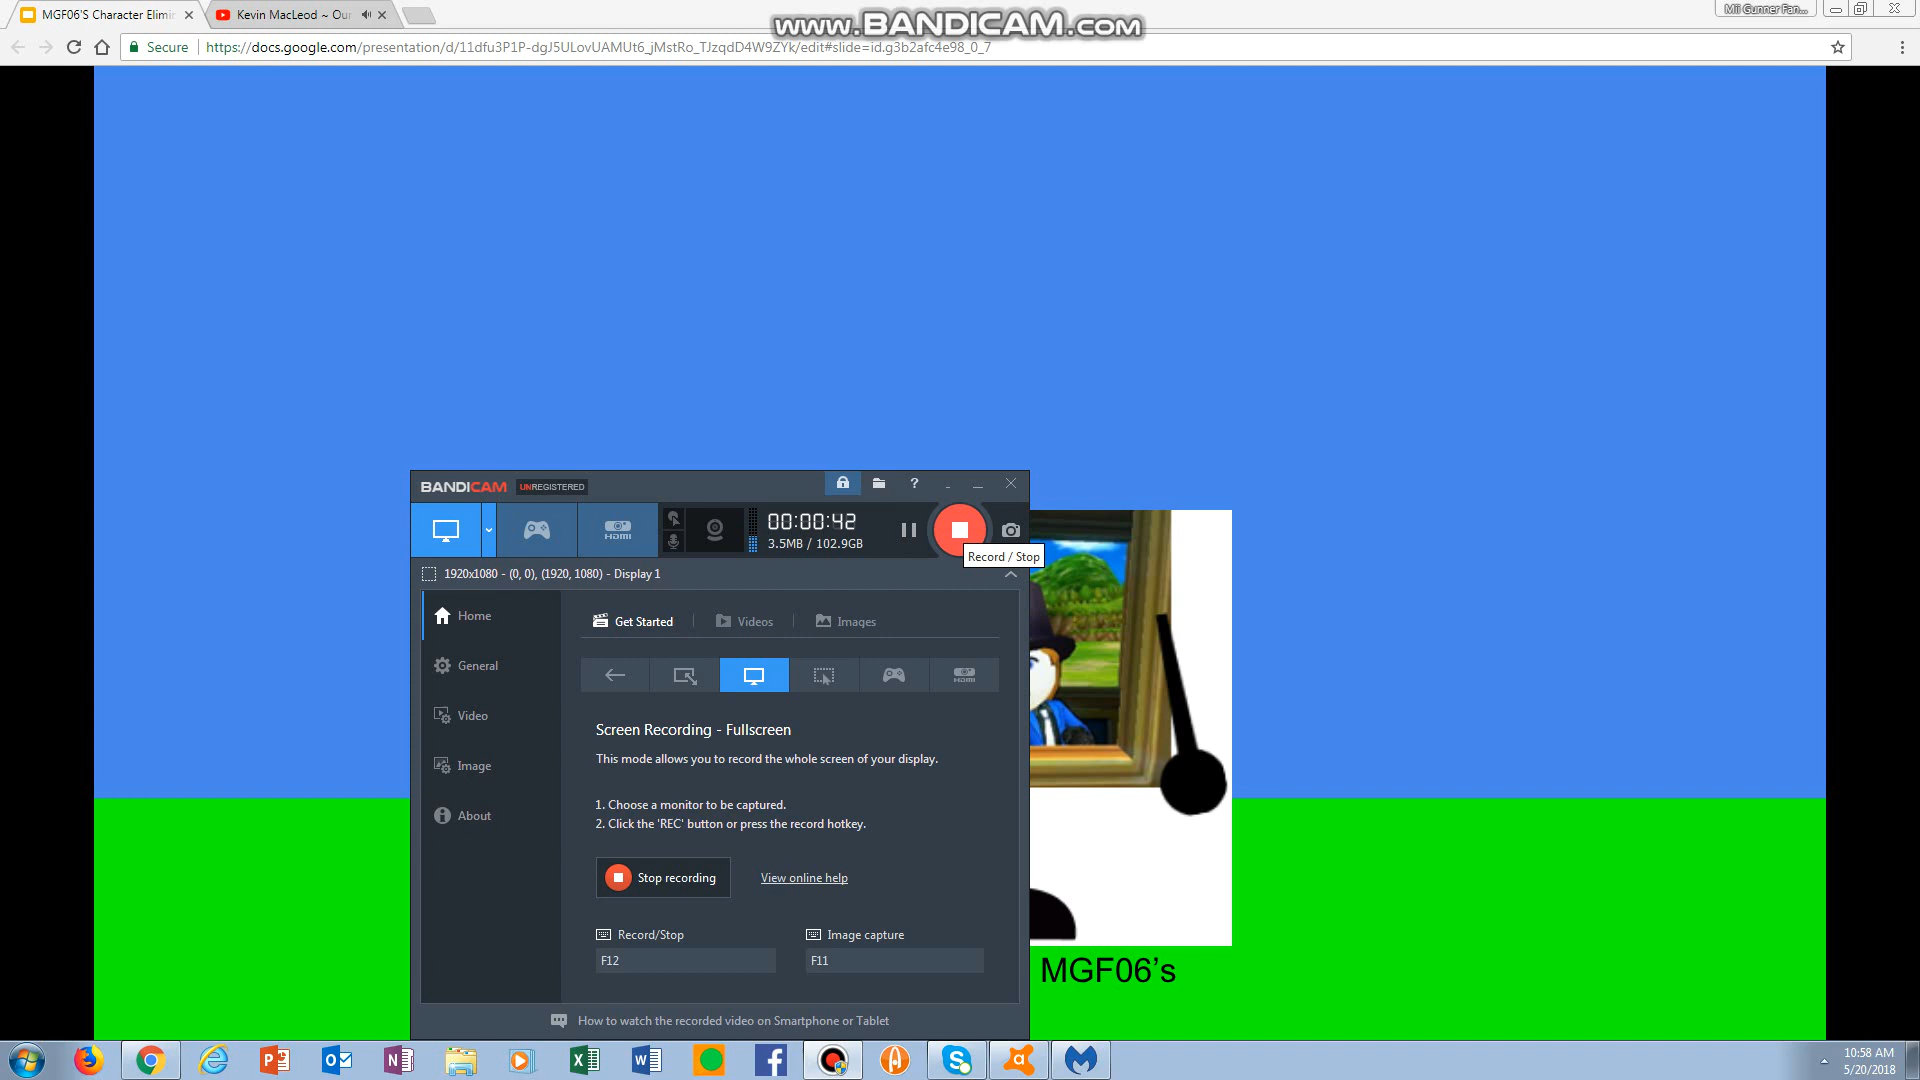 MGF06'S Character Elimi
Kevin MacLeod ~ Our
www.BANDICAM.com
Mii Gunner Fan...
Secure
https://docs.google.com/presentation/d/11dfu3P1P-dgJ5ULovUAMUt6_jMstRo_TJzqdD4W9ZYk/edit#slide=id.g3b2afc4e98_0_7
BANDICAM UNREGISTERED
?
HDMI
00:00:42
3.5MB / 102.9GB
Record / Stop
1920x1080 - (0, 0), (1920, 1080) - Display 1
Home
General
Video
Image
About
Get Started
Videos
Images
HDMI
Screen Recording - Fullscreen
This mode allows you to record the whole screen of your display.
1. Choose a monitor to be captured.
2. Click the 'REC' button or press the record hotkey.
Stop recording
View online help
Record/Stop
Image capture
F12
F11
How to watch the recorded video on Smartphone or Tablet
MGF06’s
10:58 AM
5/20/2018